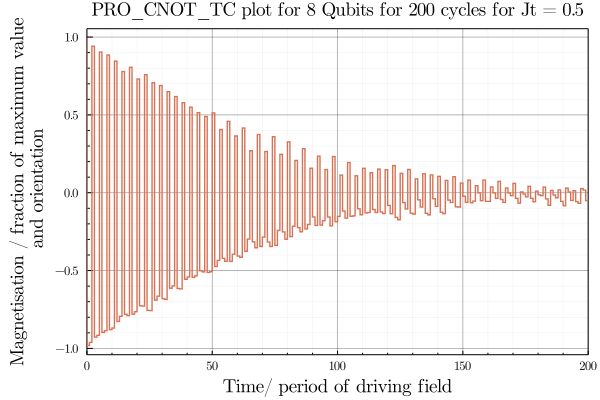 PRO_CNOT_TC plot for 8 Qubits for 200 cycles for Jt = 0.5
Magnetisation / fraction of maximum value
and orientation
1.0
0.5
0.0
−0.5
−1.0
0
50
100
150
200
Time/ period of driving field